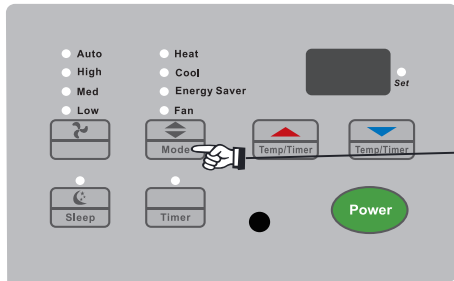 Auto
High
Med
Low
Heat
Cool
Energy Saver
Fan
Set
Mode
Temp/Timer
Temp/Timer
Sleep
Timer
Power